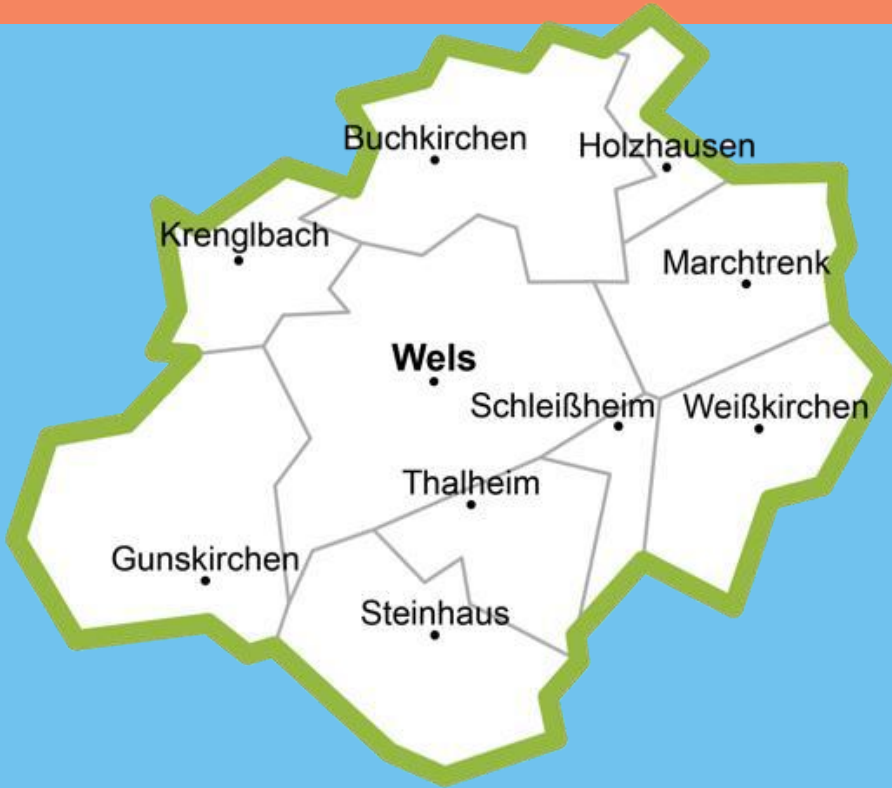 Buchkirchen
Holzhausen
Krenglbach
Marchtrenk
Wels
Schleißheim
Weißkirchen
Thalheim
Gunskirchen
Steinhaus